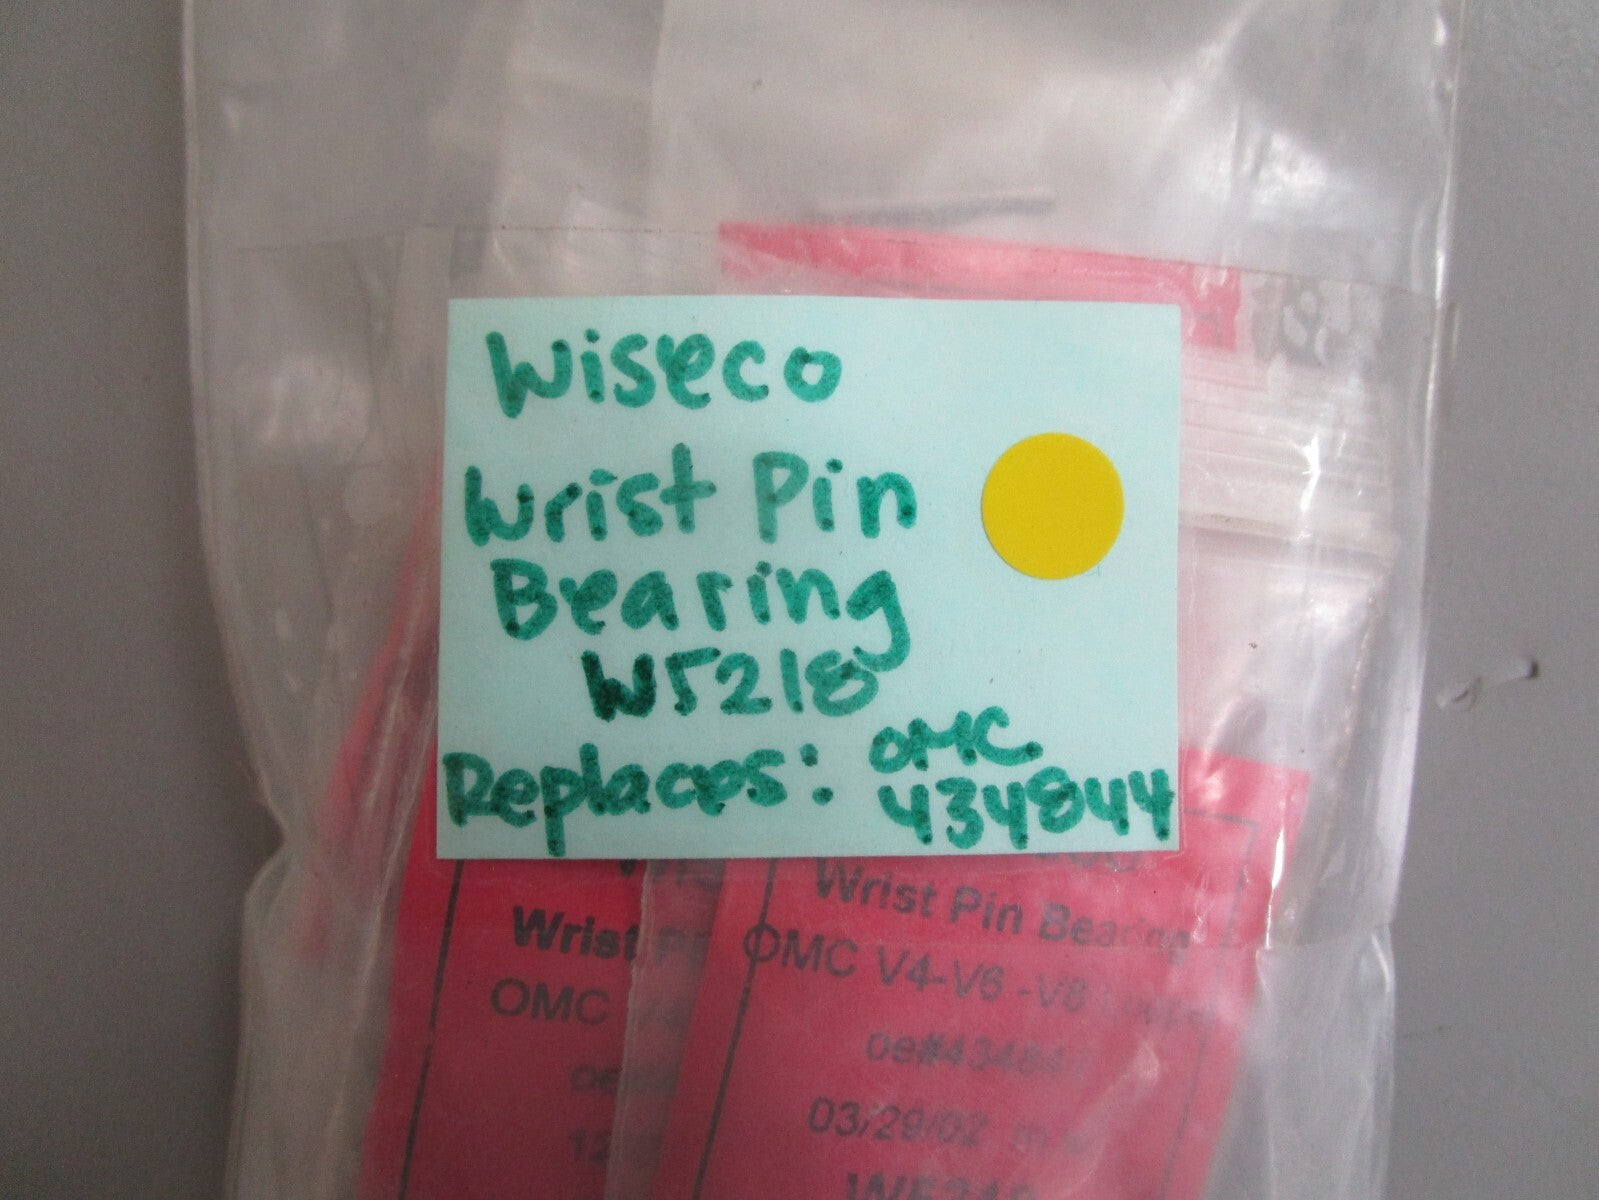 Wiseco
Wrist Pin
Bearing
W5218
Replaces: OMC
434844
Wrist
OMC
Wrist Pin Bearing
OMC V4-V6-V8
03/29/02